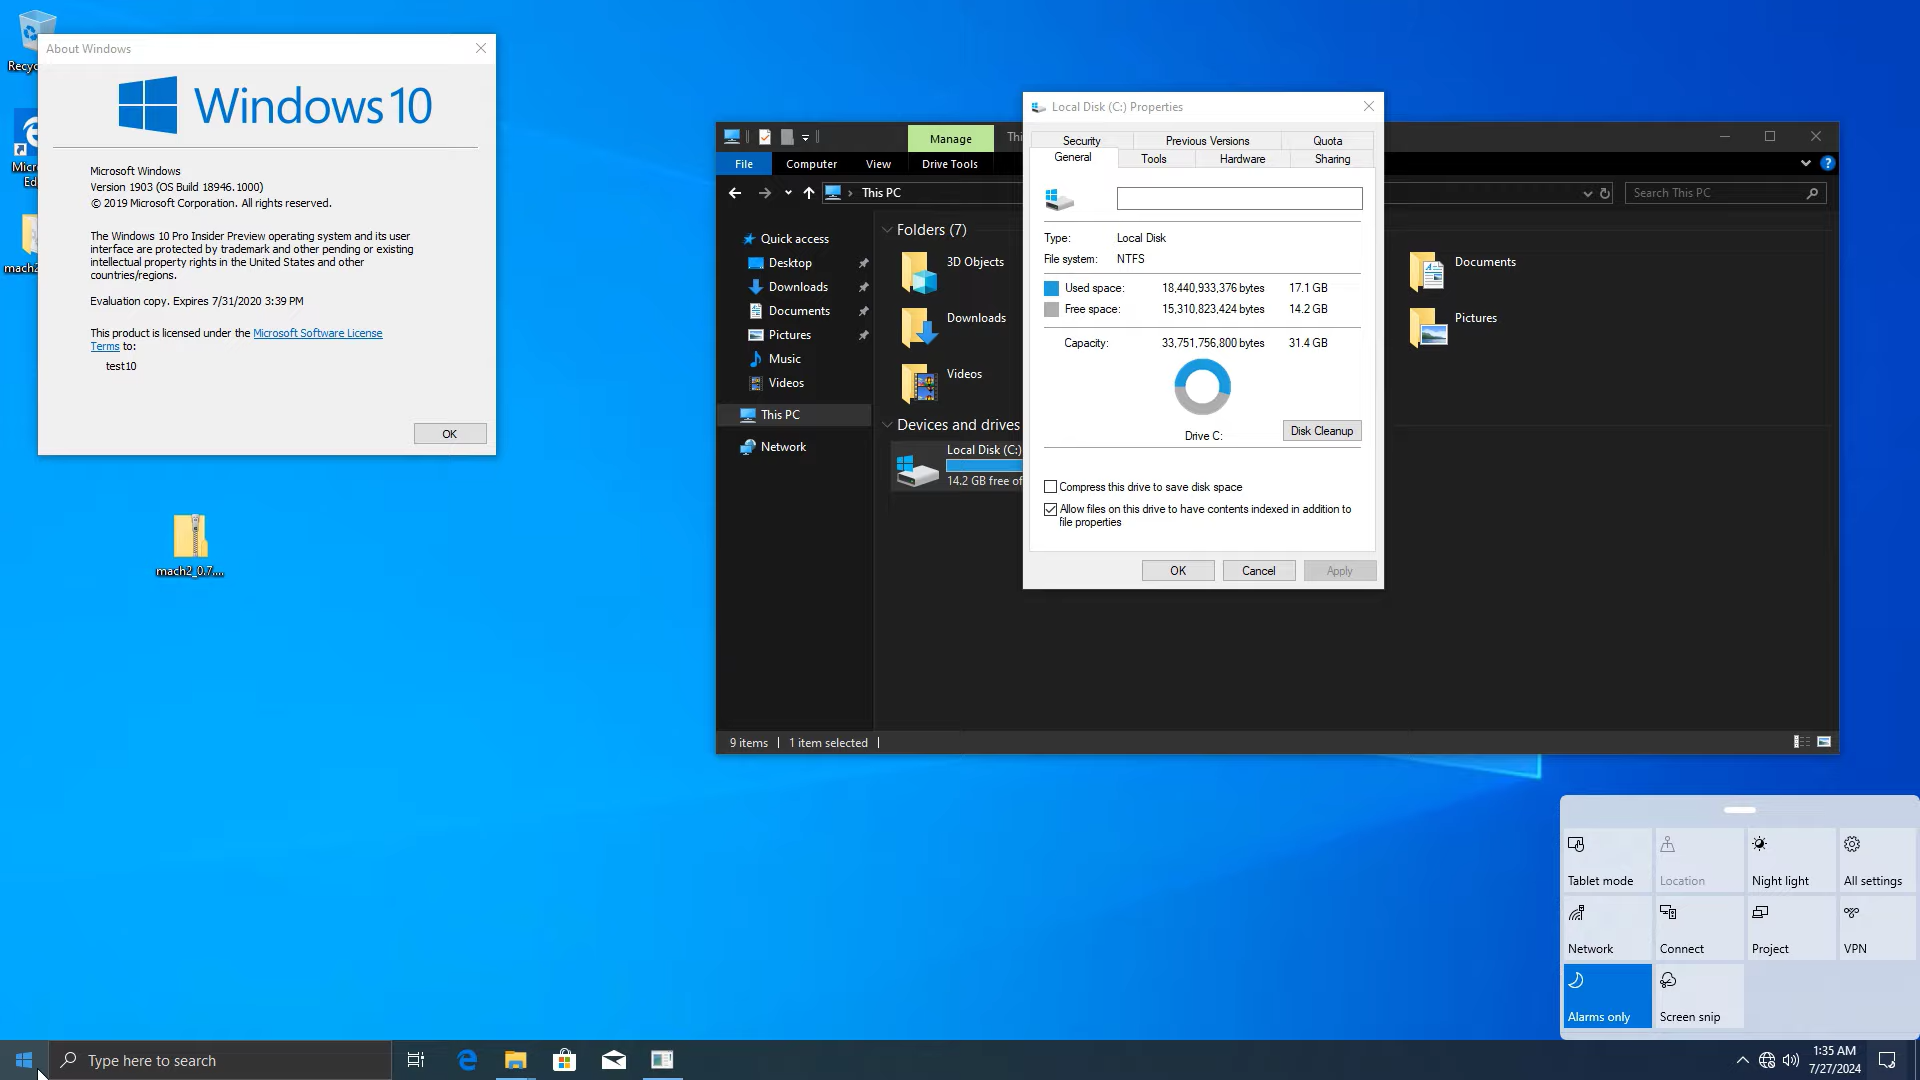 Recyc
Micro
Ed
mach2
About Windows
Windows 10
Microsoft Windows
Version 1903 (OS Build 18946.1000)
© 2019 Microsoft Corporation. All rights reserved.
The Windows 10 Pro Insider Preview operating system and its user
interface are protected by trademark and other pending or existing
intellectual property rights in the United States and other
countries/regions.
Evaluation copy. Expires 7/31/2020 3:39 PM
This product is licensed under the Microsoft Software License
Terms to:
test10
OK
mach2_0.7....
Manage
Thi
File
Computer
View
Drive Tools
This PC
Search This PC
Quick access
Desktop
Downloads
Documents
Pictures
Music
Videos
This PC
Network
Folders (7)
3D Objects
Downloads
Videos
Documents
Pictures
Devices and drives
Local Disk (C:)
14.2 GB free of
9 items
1 item selected
Local Disk (C:) Properties
Security
Previous Versions
Quota
General
Tools
Hardware
Sharing
Type: Local Disk
File system: NTFS
Used space: 18,440,933,376 bytes 17.1 GB
Free space: 15,310,823,424 bytes 14.2 GB
Capacity: 33,751,756,800 bytes 31.4 GB
Drive C:
Disk Cleanup
Compress this drive to save disk space
Allow files on this drive to have contents indexed in addition to
file properties
OK
Cancel
Apply
Tablet mode
Location
Night light
All settings
Network
Connect
Project
VPN
Alarms only
Screen snip
Type here to search
1:35 AM
7/27/2024